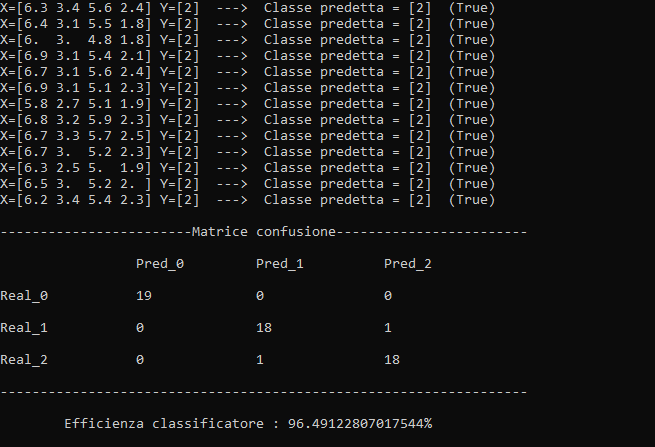 X=[6.3 3.4 5.6 2.4] Y=[2]  --->  Classe predetta = [2]  (True)
X=[6.4 3.1 5.5 1.8] Y=[2]  --->  Classe predetta = [2]  (True)
X=[6.  3.  4.8 1.8] Y=[2]  --->  Classe predetta = [2]  (True)
X=[6.9 3.1 5.4 2.1] Y=[2]  --->  Classe predetta = [2]  (True)
X=[6.7 3.1 5.6 2.4] Y=[2]  --->  Classe predetta = [2]  (True)
X=[6.9 3.1 5.1 2.3] Y=[2]  --->  Classe predetta = [2]  (True)
X=[5.8 2.7 5.1 1.9] Y=[2]  --->  Classe predetta = [2]  (True)
X=[6.8 3.2 5.9 2.3] Y=[2]  --->  Classe predetta = [2]  (True)
X=[6.7 3.3 5.7 2.5] Y=[2]  --->  Classe predetta = [2]  (True)
X=[6.7 3.  5.2 2.3] Y=[2]  --->  Classe predetta = [2]  (True)
X=[6.3 2.5 5.  1.9] Y=[2]  --->  Classe predetta = [2]  (True)
X=[6.5 3.  5.2 2. ] Y=[2]  --->  Classe predetta = [2]  (True)
X=[6.2 3.4 5.4 2.3] Y=[2]  --->  Classe predetta = [2]  (True)
------------------------Matrice confusione------------------------
Pred_0 Pred_1 Pred_2
Real_0 19 0 0
Real_1 0 18 1
Real_2 0 1 18
------------------------------------------------------------------
Efficienza classificatore : 96.49122807017544%